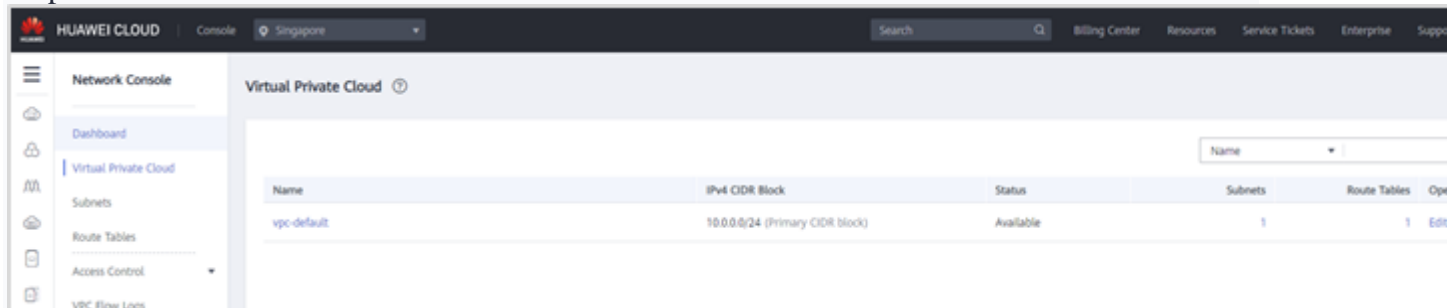 HUAWEI
HUAWEI CLOUD Console Singapore Search Billing Center Resources Service Tickets Enterprise
Network Console
Virtual Private Cloud
Dashboard
Name
Virtual Private Cloud
Name IPv4 CIDR Block Status Subnets Route Tables
Subnets
vpc-default 10.0.0.0/24 (Primary CIDR block) Available 1 1 Edit
Route Tables
Access Control
VPC Flow Logs